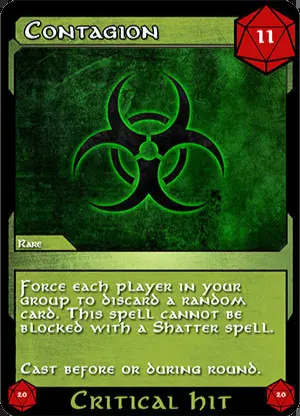 Contagion
11
Rare
Force each player in your
group to discard a random
card. This spell cannot be
blocked with a Shatter spell.
Cast before or during round.
20
Critical Hit
20